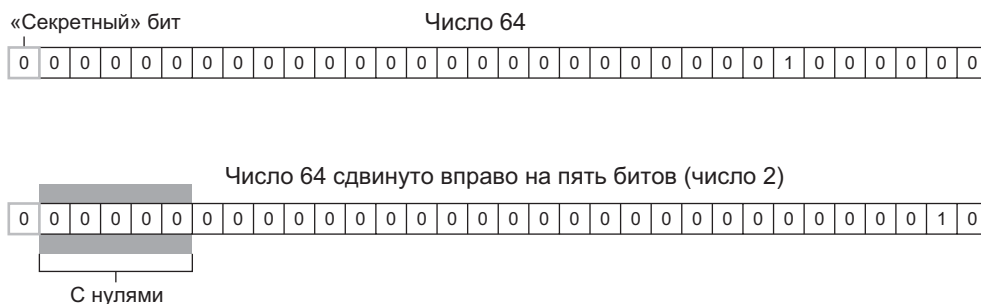 «Секретный» бит
Число 64
0 0 0 0 0 0 0 0 0 0 0 0 0 0 0 0 0 0 0 0 0 0 0 0 0 1 0 0 0 0 0 0
Число 64 сдвинуто вправо на пять битов (число 2)
0 0 0 0 0 0 0 0 0 0 0 0 0 0 0 0 0 0 0 0 0 0 0 0 0 0 0 0 0 0 1 0
С нулями